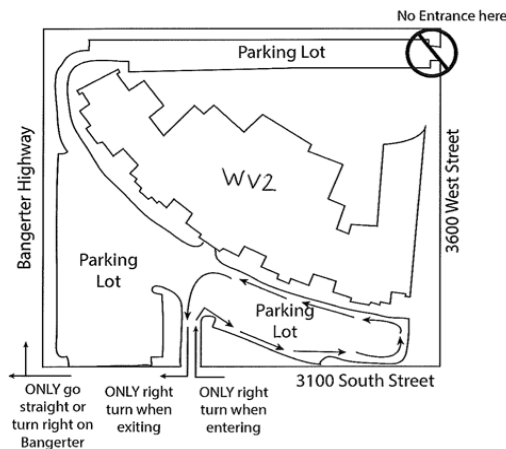 No Entrance here
Parking Lot
WV2
Bangerter Highway
3600 West Street
Parking
Lot
Parking
Lot
3100 South Street
ONLY go
straight or
turn right on
Bangerter
ONLY right
turn when
exiting
ONLY right
turn when
entering